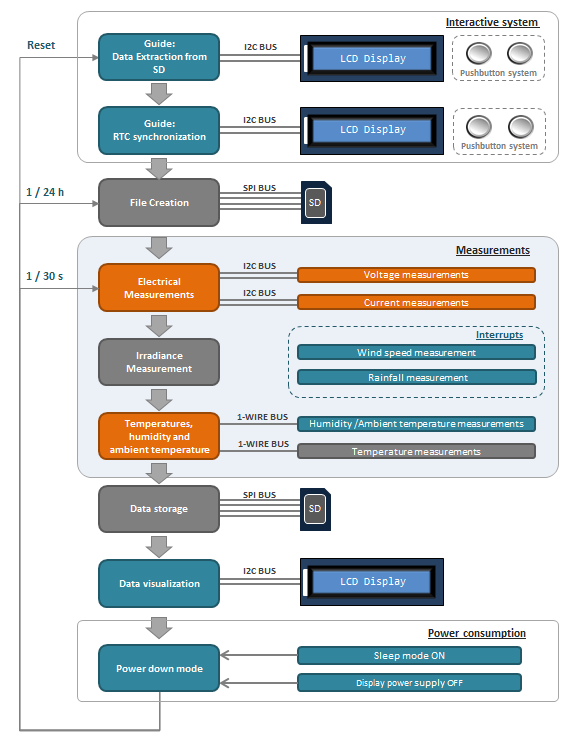 Interactive system
Reset
Guide:
Data Extraction from
SD
I2C BUS
LCD Display
Pushbutton system
Guide:
RTC synchronization
I2C BUS
LCD Display
Pushbutton system
1 / 24 h
File Creation
SPI BUS
SD
Measurements
1 / 30 s
Electrical
Measurements
I2C BUS
Voltage measurements
I2C BUS
Current measurements
Interrupts
Irradiance
Measurement
Wind speed measurement
Rainfall measurement
Temperatures,
humidity and
ambient temperature
1-WIRE BUS
Humidity /Ambient temperature measurements
1-WIRE BUS
Temperature measurements
Data storage
SPI BUS
SD
Data visualization
I2C BUS
LCD Display
Power consumption
Power down mode
Sleep mode ON
Display power supply OFF